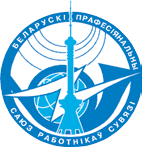 БЕЛАРУСКІ ПРАФЕСІЯНАЛЬНЫ
САЮЗ РАБОТНІКАЎ СУВЯЗІ